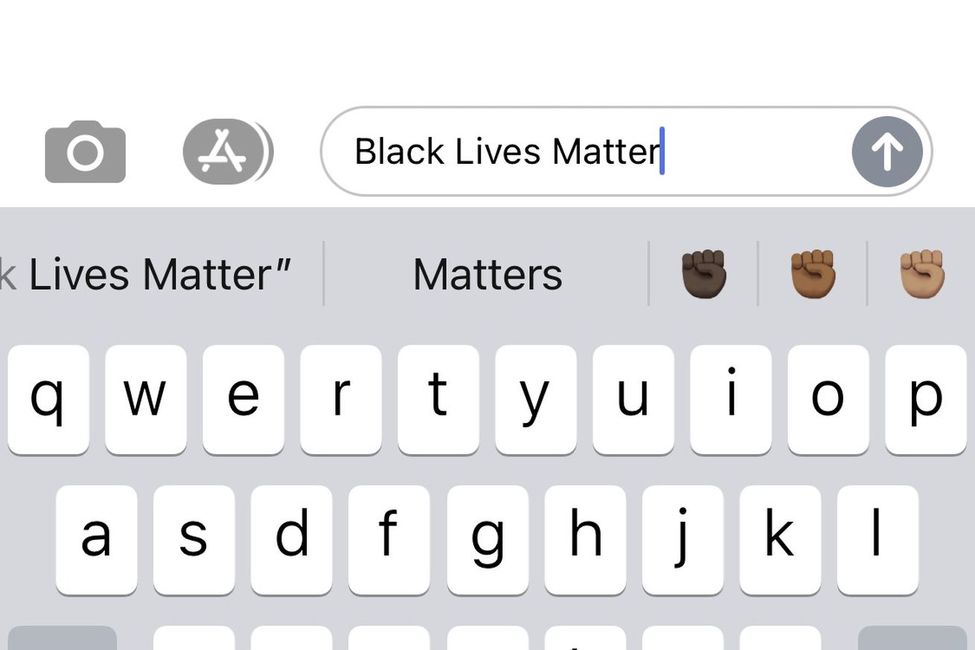 Black Lives Matter
k Lives Matter”
Matters
q w e r t y u i o p
a s d f g h j k l